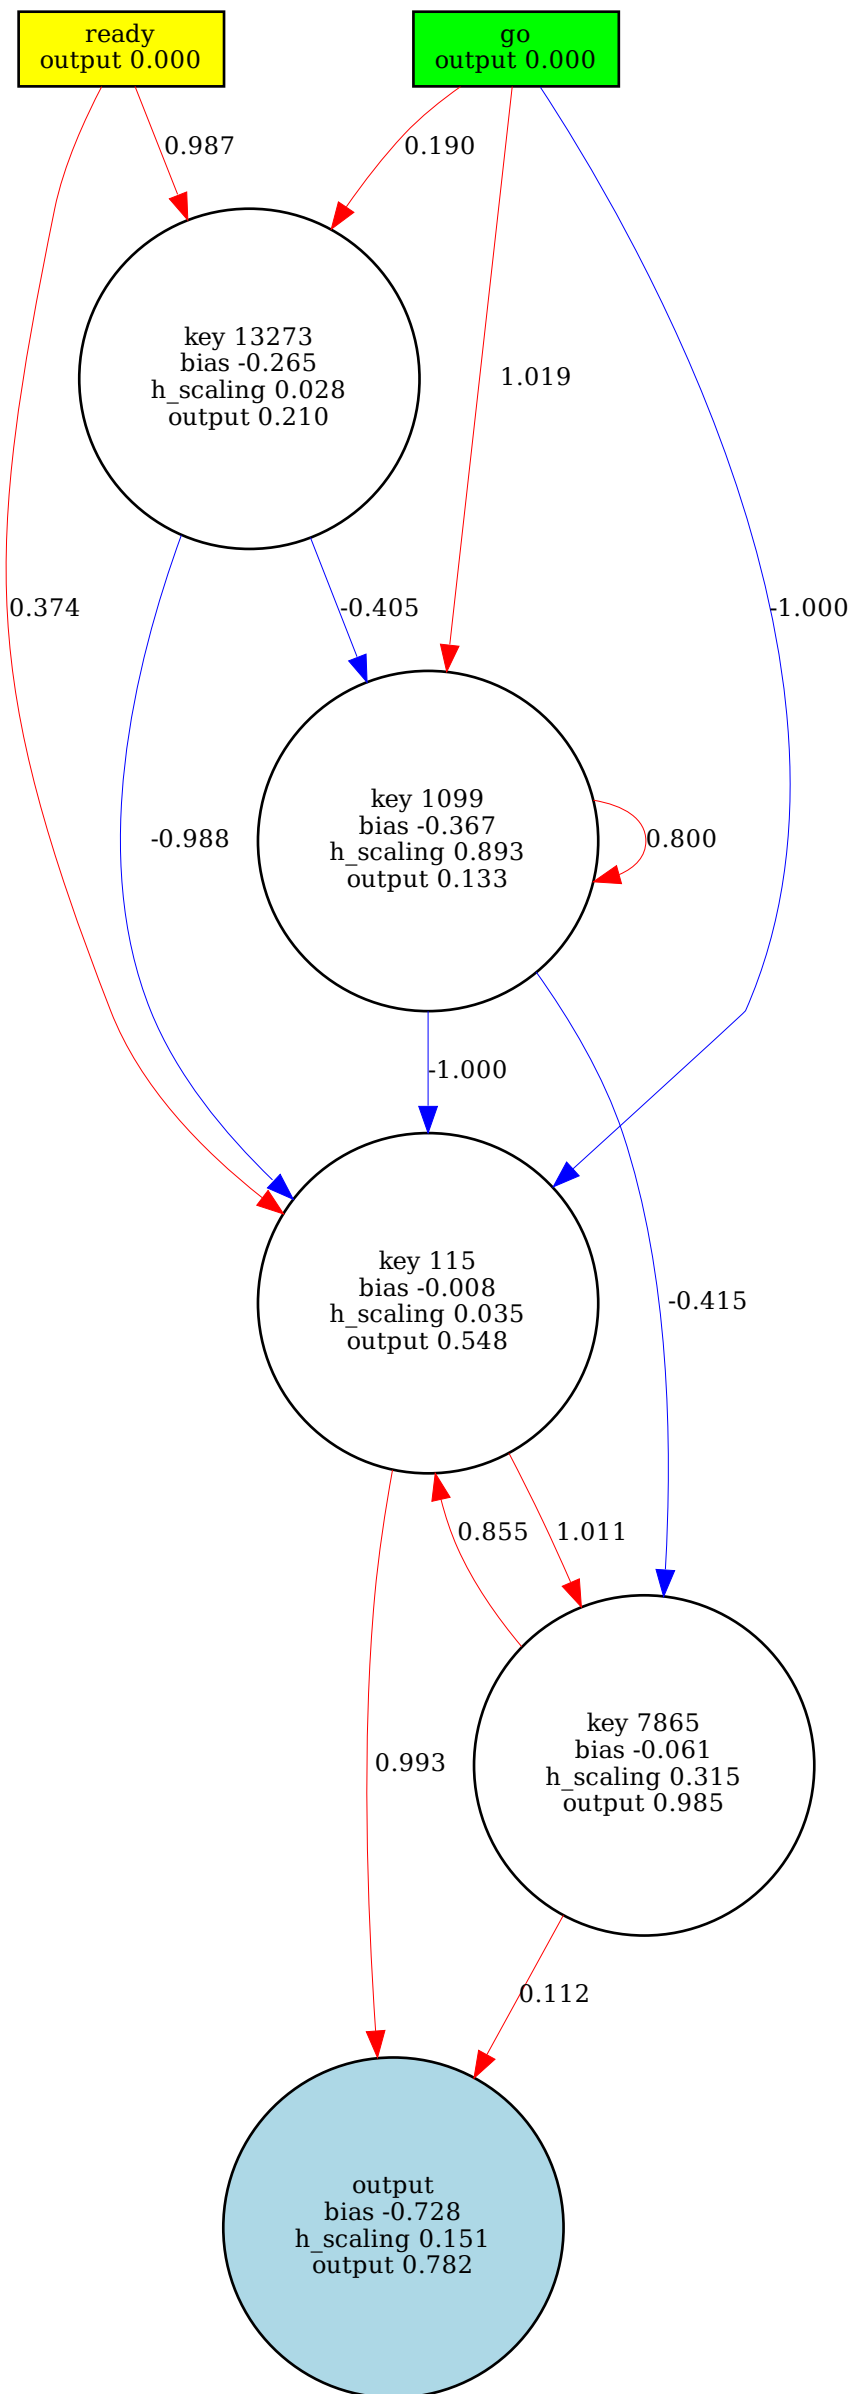 ready
output 0.000
go
output 0.000
0.987
0.190
key 13273
bias -0.265
h_scaling 0.028
output 0.210
1.019
0.374
-0.405
-1.000
key 1099
bias -0.367
h_scaling 0.893
output 0.133
-0.988
0.800
-1.000
key 115
bias -0.008
h_scaling 0.035
output 0.548
-0.415
0.855
1.011
key 7865
bias -0.061
h_scaling 0.315
output 0.985
0.993
0.112
output
bias -0.728
h_scaling 0.151
output 0.782